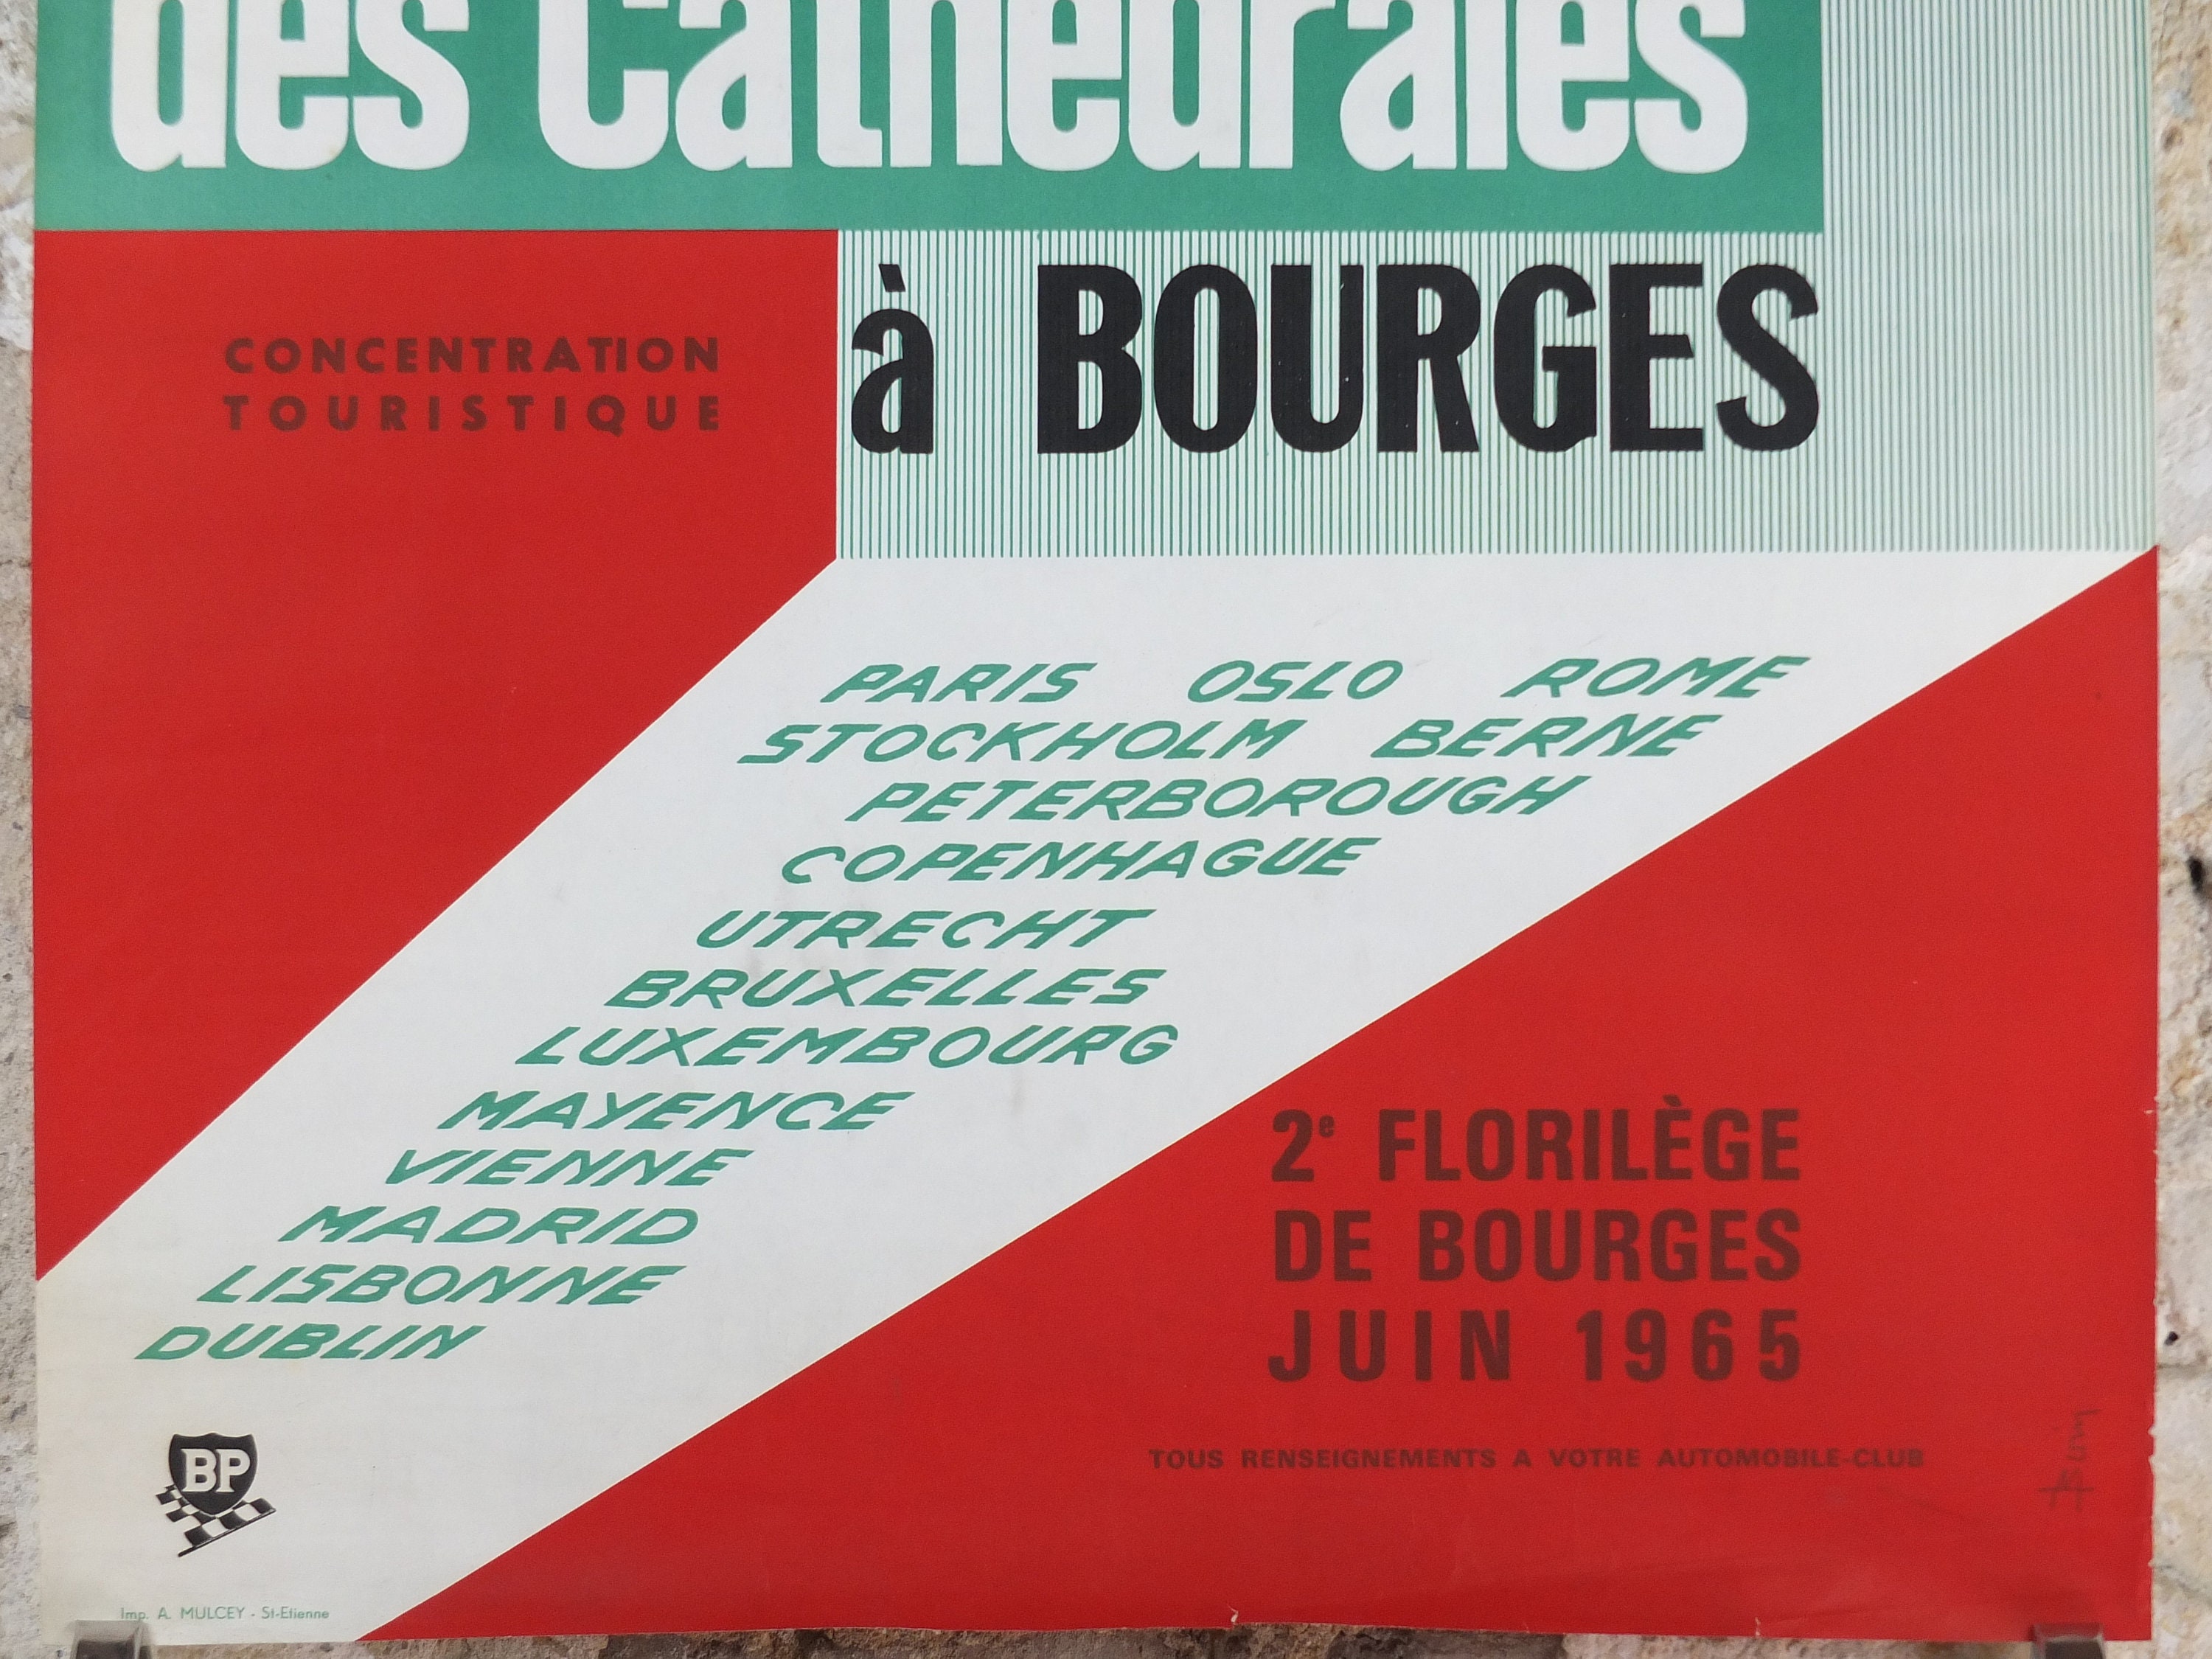 des Cathédrales
à BOURGES
CONCENTRATION
TOURISTIQUE
PARIS OSLO ROME
STOCKHOLM BERNE
PETERBOROUGH
COPENHAGUE
UTRECHT
BRUXELLES
LUXEMBOURG
MAYENCE
VIENNE
MADRID
LISBONNE
DUBLIN
2e FLORILÈGE
DE BOURGES
JUIN 1965
TOUS RENSEIGNEMENTS A VOTRE AUTOMOBILE-CLUB
BP
Imp. A. MULCEY - St-Etienne